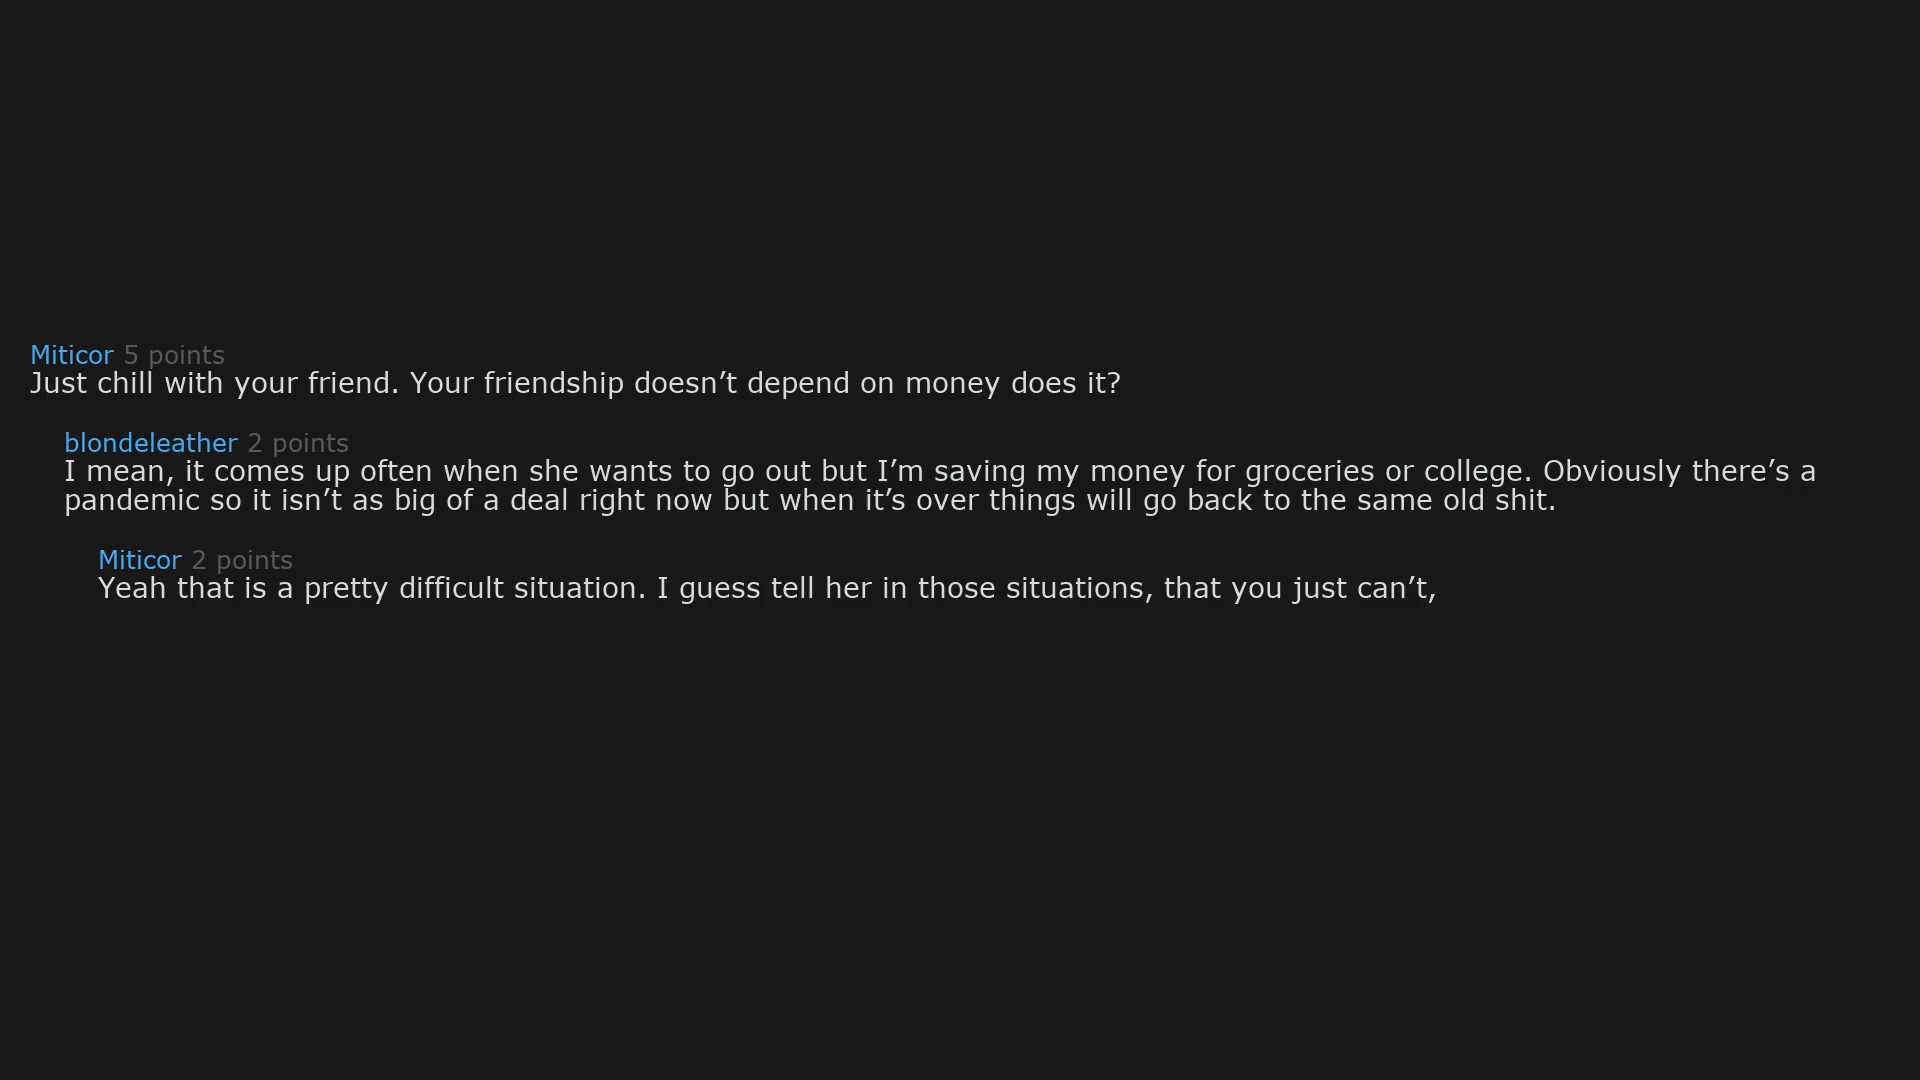 Miticor 5 points
Just chill with your friend. Your friendship doesn’t depend on money does it?
blondeleather 2 points
I mean, it comes up often when she wants to go out but I’m saving my money for groceries or college. Obviously there’s a
pandemic so it isn’t as big of a deal right now but when it’s over things will go back to the same old shit.
Miticor 2 points
Yeah that is a pretty difficult situation. I guess tell her in those situations, that you just can’t,